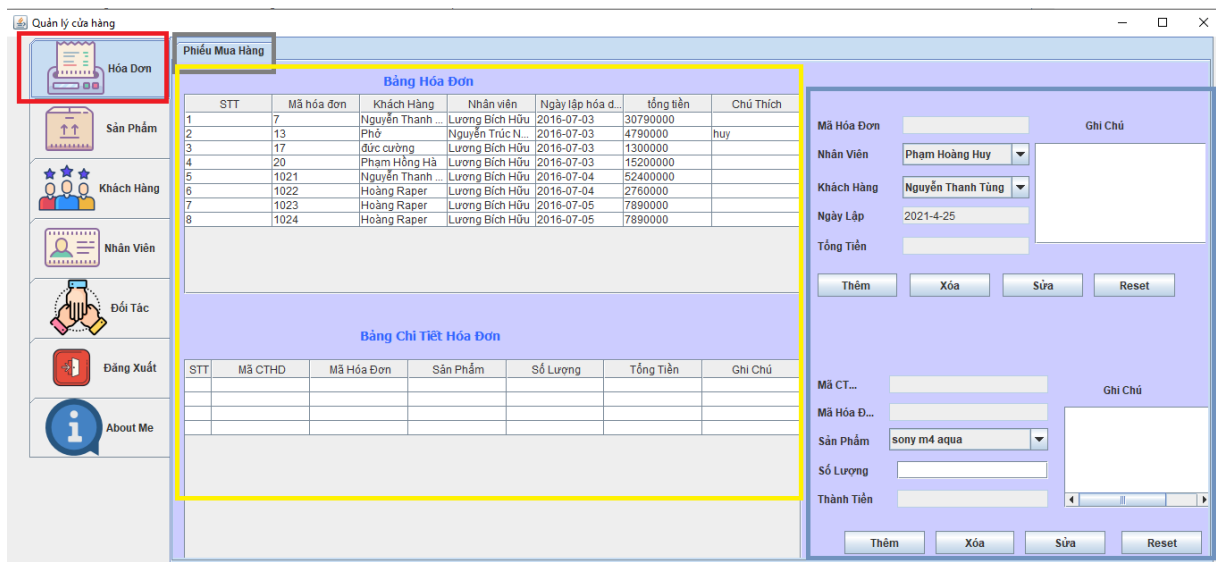 Quản lý cửa hàng
Hóa Đơn
Sản Phẩm
Khách Hàng
Nhân Viên
Đối Tác
Đăng Xuất
About Me
Phiếu Mua Hàng
Bảng Hóa Đơn
STT Mã hóa đơn Khách Hàng Nhân viên Ngày lập hóa d... tổng tiền Chú Thích
1 7 Nguyễn Thanh ... Lương Bích Hữu 2016-07-03 30790000
2 13 Phớ Nguyễn Trúc N... 2016-07-03 4790000 huy
3 17 đức cường Lương Bích Hữu 2016-07-03 1300000
4 20 Phạm Hồng Hà Lương Bích Hữu 2016-07-03 15200000
5 1021 Nguyễn Thanh ... Lương Bích Hữu 2016-07-04 52400000
6 1022 Hoàng Raper Lương Bích Hữu 2016-07-04 2760000
7 1023 Hoàng Raper Lương Bích Hữu 2016-07-05 7890000
8 1024 Hoàng Raper Lương Bích Hữu 2016-07-05 7890000
Bảng Chi Tiết Hóa Đơn
STT Mã CTHD Mã Hóa Đơn Sản Phẩm Số Lượng Tổng Tiền Ghi Chú
Mã Hóa Đơn Ghi Chú
Nhân Viên Phạm Hoàng Huy
Khách Hàng Nguyễn Thanh Tùng
Ngày Lập 2021-4-25
Tổng Tiền
Thêm Xóa Sửa Reset
Mã CT... Ghi Chú
Mã Hóa Đ...
Sản Phẩm sony m4 aqua
Số Lượng
Thành Tiền
Thêm Xóa Sửa Reset